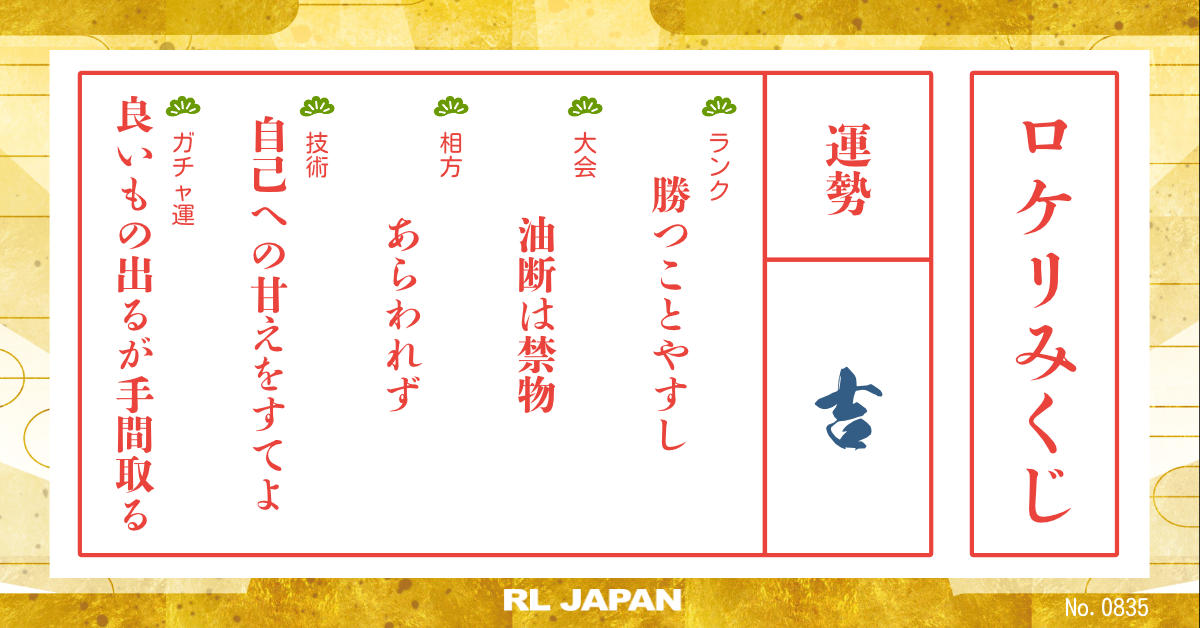 ロケリみくじ
運勢
吉
ランク
勝つことやすし
大会
油断は禁物
相方
あらわれず
技術
自己への甘えをすてよ
ガチャ運
良いもの出るが手間取る
RL JAPAN
No. 0835